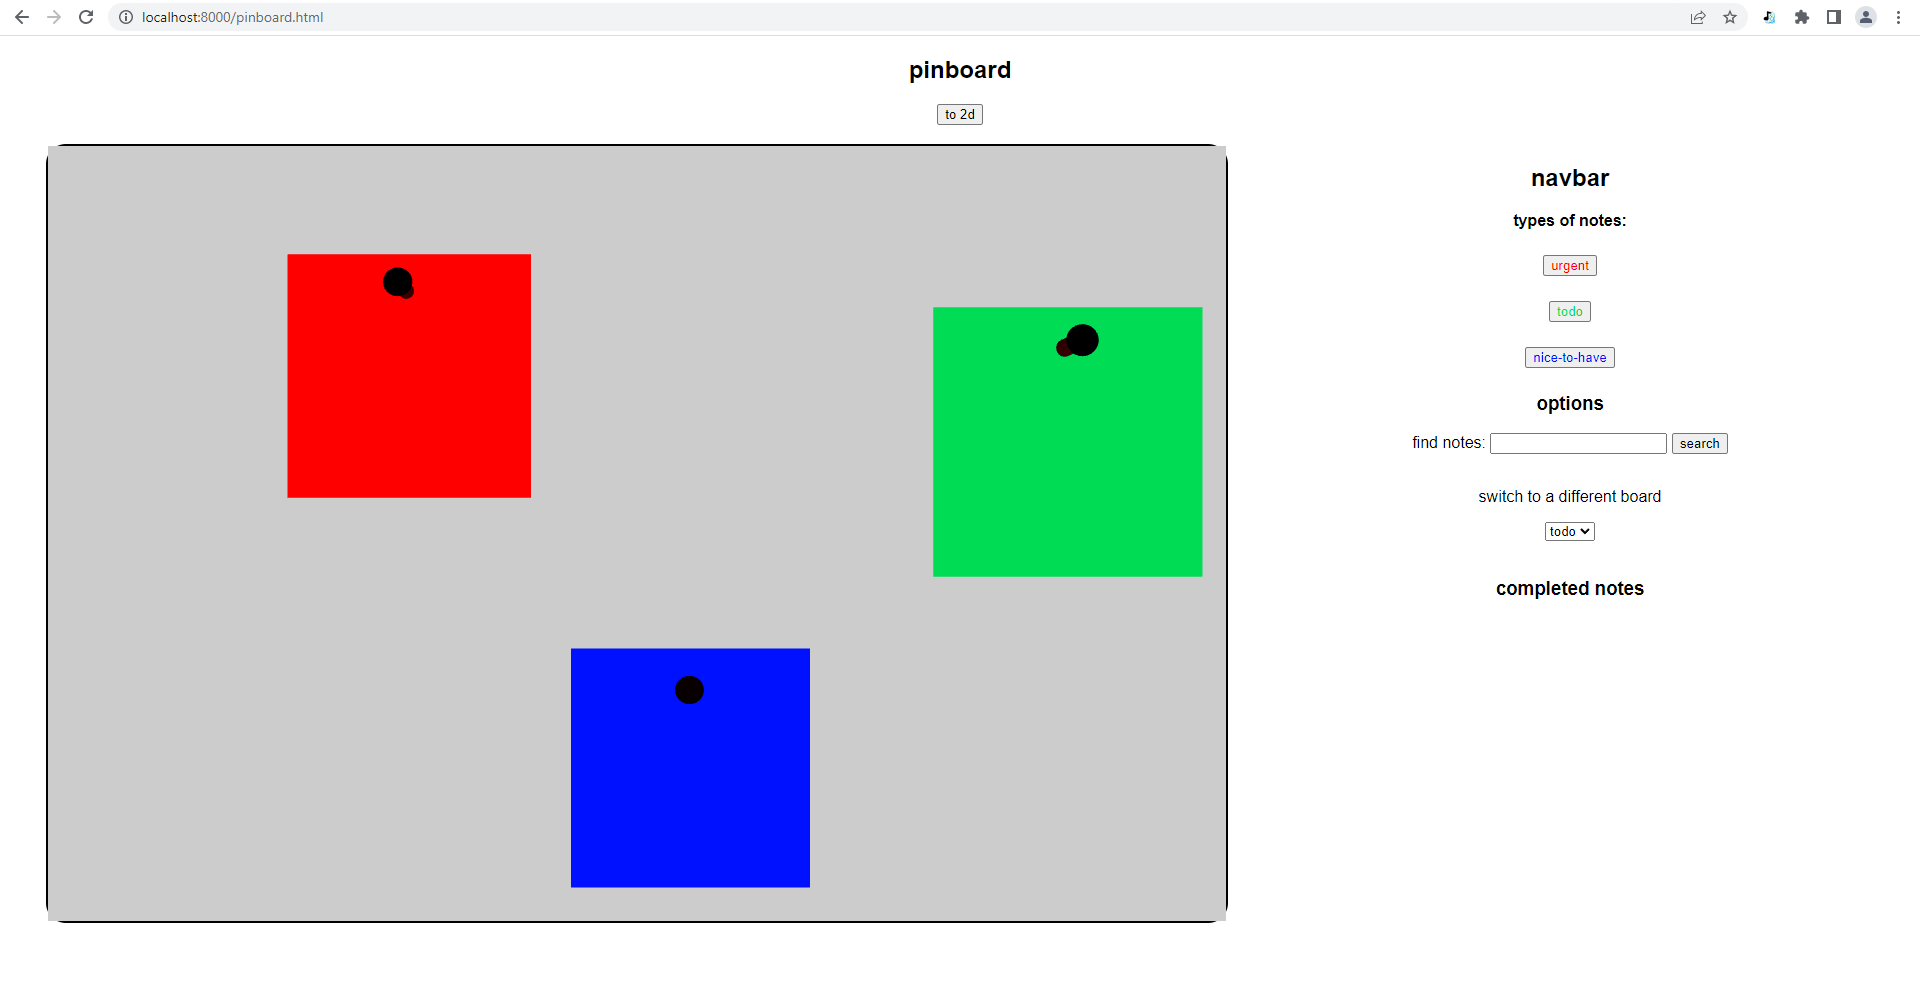 localhost:8000/pinboard.html
pinboard
to 2d
navbar
types of notes:
urgent
todo
nice-to-have
options
find notes: search
switch to a different board
todo
completed notes